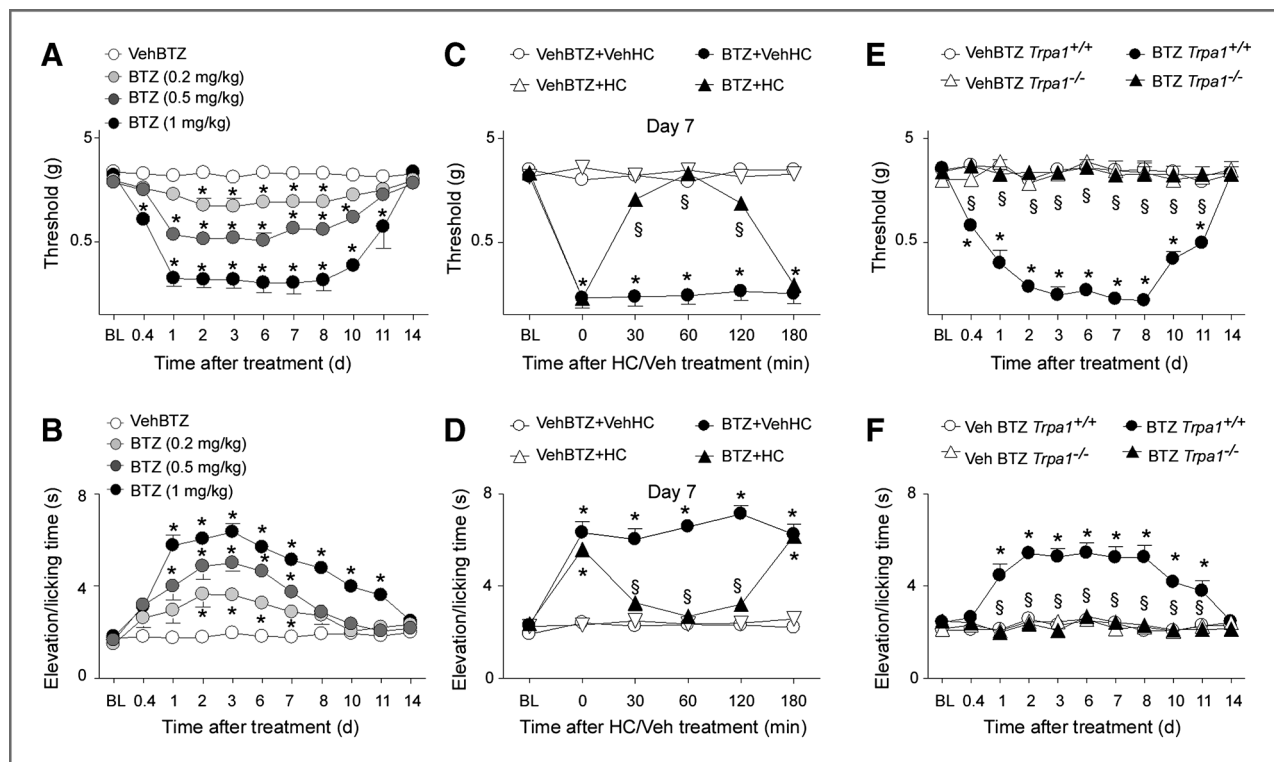 A
VehBTZ
BTZ (0.2 mg/kg)
BTZ (0.5 mg/kg)
BTZ (1 mg/kg)
5
0.5
Threshold (g)
* * * * * *
* * * * * * * *
* * * * * * * * *
BL 0.4 1 2 3 6 7 8 10 11 14
Time after treatment (d)
C
VehBTZ+VehHC BTZ+VehHC
VehBTZ+HC BTZ+HC
Day 7
5
0.5
Threshold (g)
§ § §
* * * * *
BL 0 30 60 120 180
Time after HC/Veh treatment (min)
E
VehBTZ Trpa1+/+ BTZ Trpa1+/+
VehBTZ Trpa1-/- BTZ Trpa1-/-
5
0.5
Threshold (g)
§ § § § § § § § §
* * * * * * * * *
BL 0.4 1 2 3 6 7 8 10 11 14
Time after treatment (d)
B
VehBTZ
BTZ (0.2 mg/kg)
BTZ (0.5 mg/kg)
BTZ (1 mg/kg)
8
4
0
Elevation/licking time (s)
* * * * * * * *
* * * * *
* * * *
BL 0.4 1 2 3 6 7 8 10 11 14
Time after treatment (d)
D
VehBTZ+VehHC BTZ+VehHC
VehBTZ+HC BTZ+HC
Day 7
8
4
0
Elevation/licking time (s)
* * * * *
* § § § *
BL 0 30 60 120 180
Time after HC/Veh treatment (min)
F
Veh BTZ Trpa1+/+ BTZ Trpa1+/+
Veh BTZ Trpa1-/- BTZ Trpa1-/-
8
4
0
Elevation/licking time (s)
* * * * * * * *
§ § § § § § § §
BL 0.4 1 2 3 6 7 8 10 11 14
Time after treatment (d)